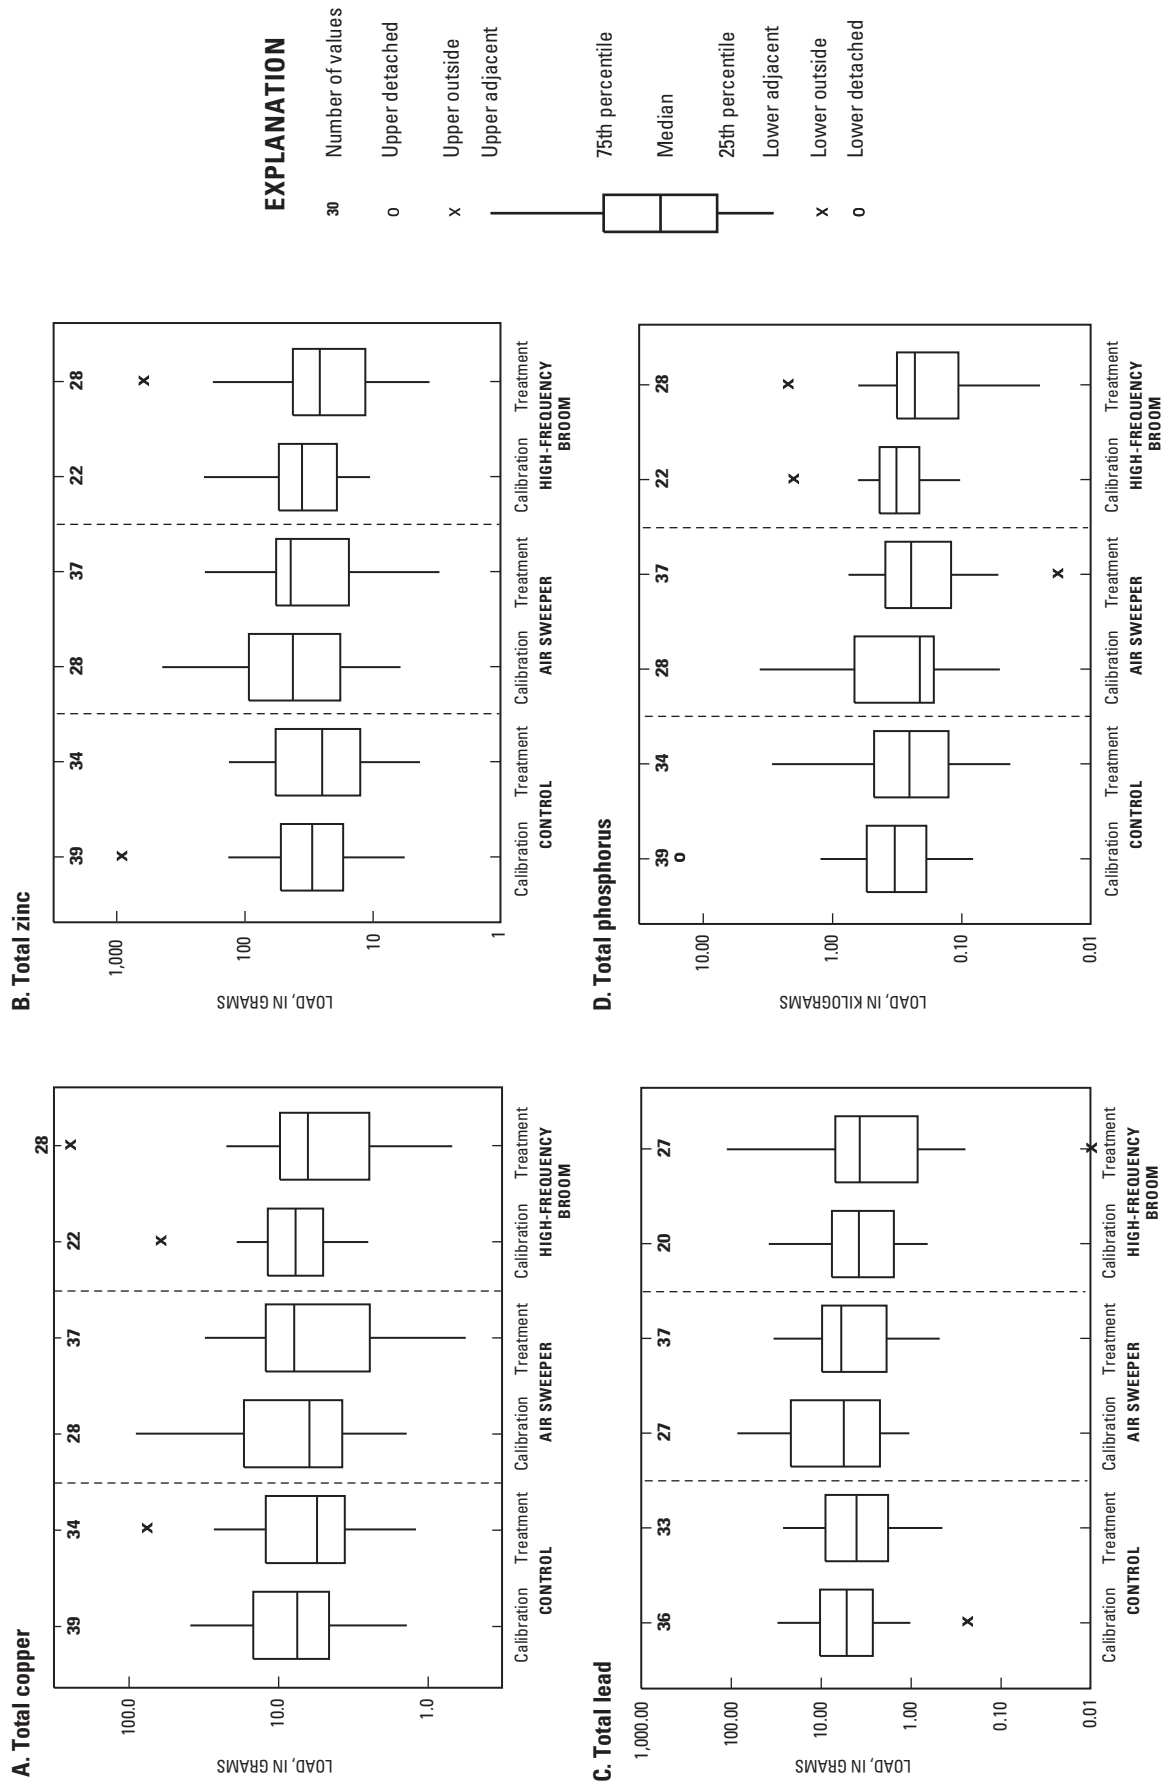 A. Total copper
LOAD, IN GRAMS
100.0
10.0
1.0
39
34
28
37
22
28
x
x
x
Calibration Treatment Calibration Treatment Calibration Treatment
CONTROL AIR SWEEPER HIGH-FREQUENCY
BROOM
B. Total zinc
LOAD, IN GRAMS
1,000
100
10
1
39
34
28
37
22
28
x
x
Calibration Treatment Calibration Treatment Calibration Treatment
CONTROL AIR SWEEPER HIGH-FREQUENCY
BROOM
C. Total lead
LOAD, IN GRAMS
1,000.00
100.00
10.00
1.00
0.10
0.01
36
33
27
37
20
27
x
x
Calibration Treatment Calibration Treatment Calibration Treatment
CONTROL AIR SWEEPER HIGH-FREQUENCY
BROOM
D. Total phosphorus
LOAD, IN KILOGRAMS
10.00
1.00
0.10
0.01
39
34
28
37
22
28
o
x
x
x
Calibration Treatment Calibration Treatment Calibration Treatment
CONTROL AIR SWEEPER HIGH-FREQUENCY
BROOM
EXPLANATION
30 Number of values
o Upper detached
x Upper outside
Upper adjacent
75th percentile
Median
25th percentile
Lower adjacent
x Lower outside
o Lower detached